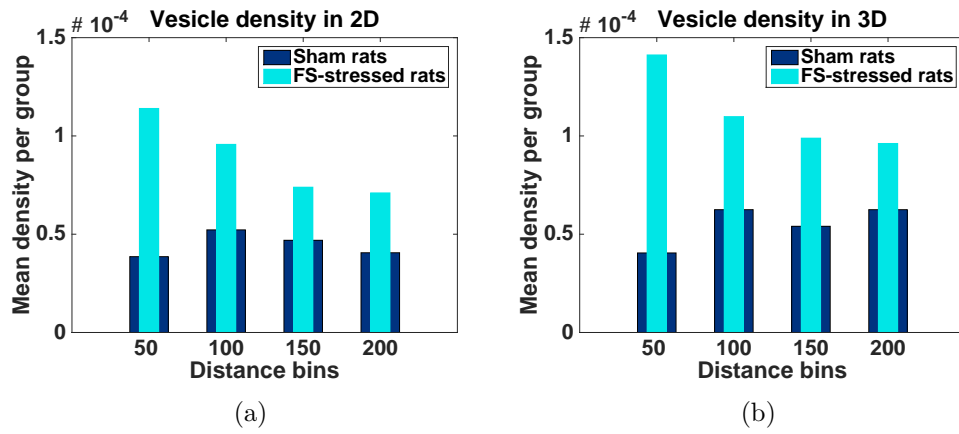 Vesicle density in 2D
# 10-4
1.5
1
0.5
0
Mean density per group
Sham rats
FS-stressed rats
50 100 150 200
Distance bins
(a)
Vesicle density in 3D
# 10-4
1.5
1
0.5
0
Mean density per group
Sham rats
FS-stressed rats
50 100 150 200
Distance bins
(b)